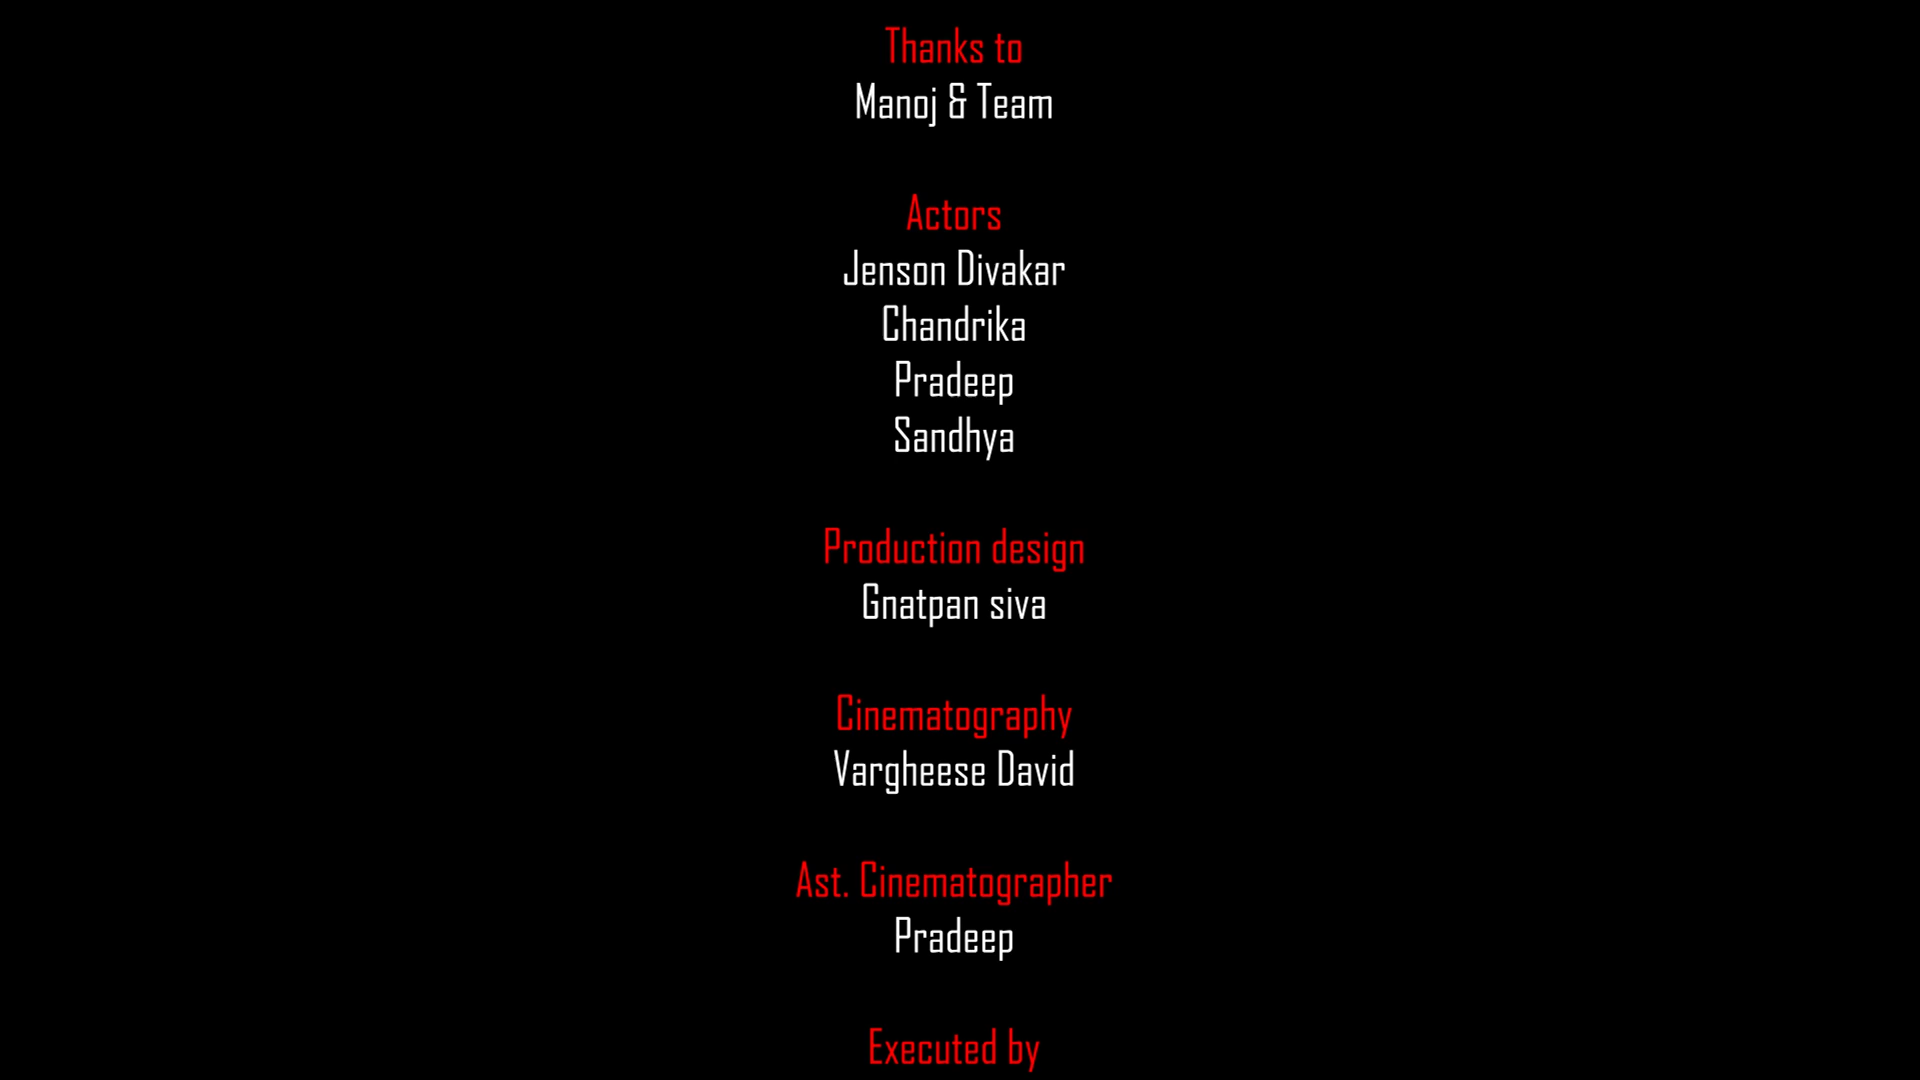 Thanks to
Manoj & Team
Actors
Jenson Divakar
Chandrika
Pradeep
Sandhya
Production design
Gnatpan siva
Cinematography
Vargheese David
Ast. Cinematographer
Pradeep
Executed by